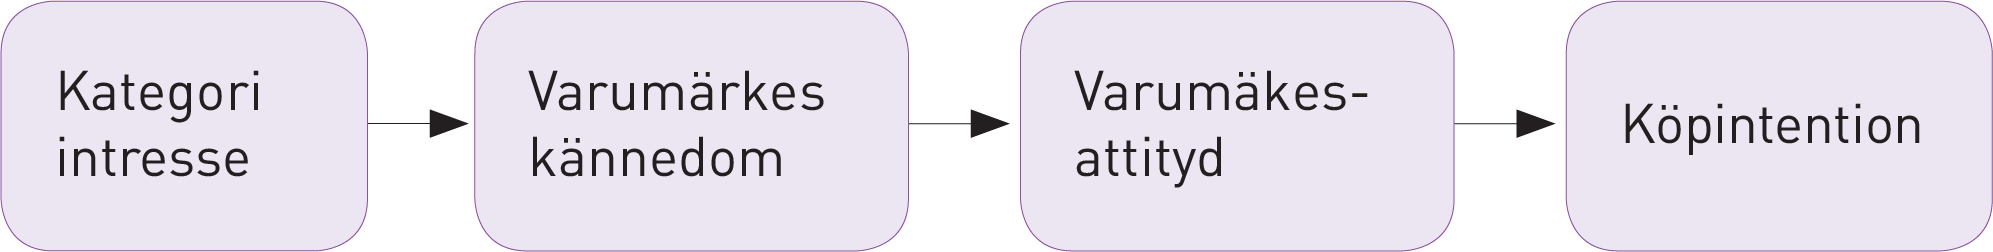 Kategori
intresse
Varumärkes
kännedom
Varumäkes-
attityd
Köpintention